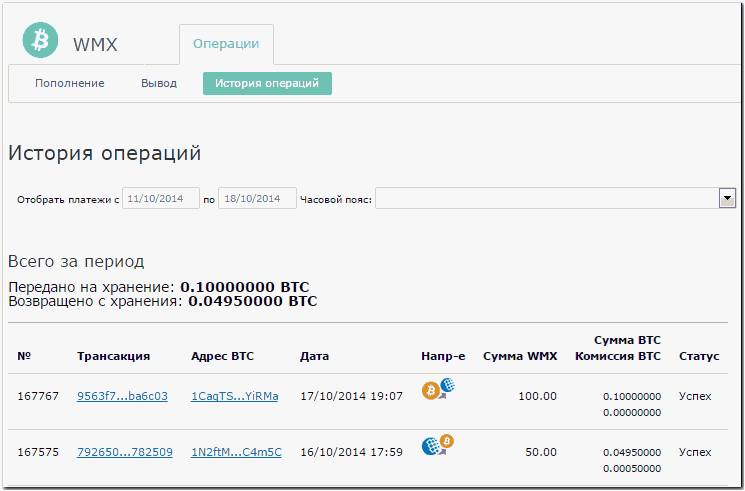 WMX
Операции
Пополнение Вывод История операций
История операций
Отобрать платежи с 11/10/2014 по 18/10/2014 Часовой пояс:
Всего за период
Передано на хранение: 0.10000000 BTC
Возвращено с хранения: 0.04950000 BTC
№ Трансакция Адрес BTC Дата Напр-е Сумма WMX Сумма BTC Комиссия BTC Статус
167767 9563f7...ba6c03 1CaqTS...YiRMa 17/10/2014 19:07 100.00 0.10000000 Успех
0.00000000
167575 792650...782509 1N2ftM...C4m5C 16/10/2014 17:59 50.00 0.04950000 Успех
0.00050000